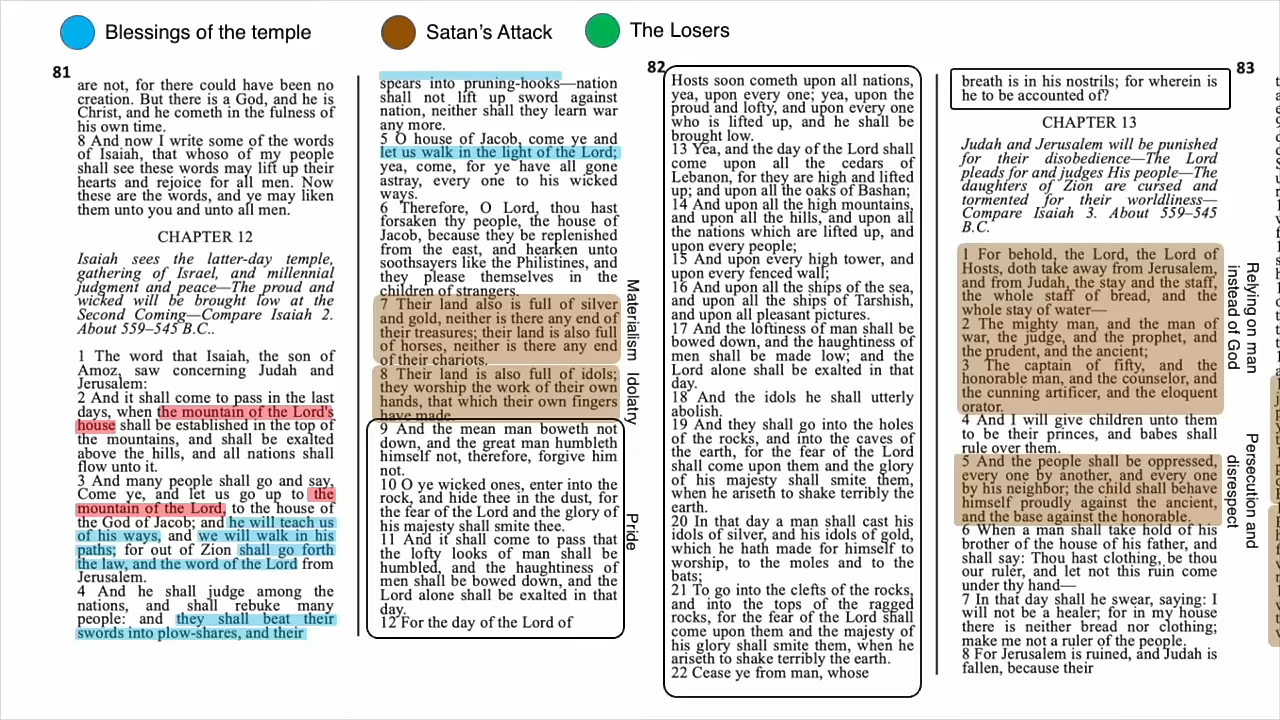 Blessings of the temple
Satan's Attack
The Losers
81
are not, for there could have been no
creation. But there is a God, and he is
Christ, and he cometh in the fulness of
his own time.
8 And now I write some of the words
of Isaiah, that whoso of my people
shall see these words may lift up their
hearts and rejoice for all men. Now
these are the words, and ye may liken
them unto you and unto all men.
CHAPTER 12
Isaiah sees the latter-day temple,
gathering of Israel, and millennial
judgment and peace—The proud and
wicked will be brought low at the
Second Coming—Compare Isaiah 2.
About 559–545 B.C..
1 The word that Isaiah, the son of
Amoz, saw concerning Judah and
Jerusalem:
2 And it shall come to pass in the last
days, when the mountain of the Lord's
house shall be established in the top of
the mountains, and shall be exalted
above the hills, and all nations shall
flow unto it.
3 And many people shall go and say,
Come ye, and let us go up to the
mountain of the Lord, to the house of
the God of Jacob; and he will teach us
of his ways, and we will walk in his
paths; for out of Zion shall go forth
the law, and the word of the Lord from
Jerusalem.
4 And he shall judge among the
nations, and shall rebuke many
people: and they shall beat their
swords into plow-shares, and their
spears into pruning-hooks—nation
shall not lift up sword against
nation, neither shall they learn war
any more.
5 O house of Jacob, come ye and
let us walk in the light of the Lord;
yea, come, for ye have all gone
astray, every one to his wicked
ways.
6 Therefore, O Lord, thou hast
forsaken thy people, the house of
Jacob, because they be replenished
from the east, and hearken unto
soothsayers like the Philistines, and
they please themselves in the
children of strangers.
7 Their land also is full of silver
and gold, neither is there any end of
their treasures; their land is also full
of horses, neither is there any end
of their chariots.
8 Their land is also full of idols;
they worship the work of their own
hands, that which their own fingers
have made.
9 And the mean man boweth not
down, and the great man humbleth
himself not, therefore, forgive him
not.
10 O ye wicked ones, enter into the
rock, and hide thee in the dust, for
the fear of the Lord and the glory of
his majesty shall smite thee.
11 And it shall come to pass that
the lofty looks of man shall be
humbled, and the haughtiness of
men shall be bowed down, and the
Lord alone shall be exalted in that
day.
12 For the day of the Lord of
Materialism
Idolatry
Pride
82
Hosts soon cometh upon all nations,
yea, upon every one; yea, upon the
proud and lofty, and upon every one
who is lifted up, and he shall be
brought low.
13 Yea, and the day of the Lord shall
come upon all the cedars of
Lebanon, for they are high and lifted
up; and upon all the oaks of Bashan;
14 And upon all the high mountains,
and upon all the hills, and upon all
the nations which are lifted up, and
upon every people;
15 And upon every high tower, and
upon every fenced wall;
16 And upon all the ships of the sea,
and upon all the ships of Tarshish,
and upon all pleasant pictures.
17 And the loftiness of man shall be
bowed down, and the haughtiness of
men shall be made low; and the
Lord alone shall be exalted in that
day.
18 And the idols he shall utterly
abolish.
19 And they shall go into the holes
of the rocks, and into the caves of
the earth, for the fear of the Lord
shall come upon them and the glory
of his majesty shall smite them,
when he ariseth to shake terribly the
earth.
20 In that day a man shall cast his
idols of silver, and his idols of gold,
which he hath made for himself to
worship, to the moles and to the
bats;
21 To go into the clefts of the rocks,
and into the tops of the ragged
rocks, for the fear of the Lord shall
come upon them and the majesty of
his glory shall smite them, when he
ariseth to shake terribly the earth.
22 Cease ye from man, whose
breath is in his nostrils; for wherein is
he to be accounted of?
83
CHAPTER 13
Judah and Jerusalem will be punished
for their disobedience—The Lord
pleads for and judges His people—The
daughters of Zion are cursed and
tormented for their worldliness—
Compare Isaiah 3. About 559–545
B.C.
1 For behold, the Lord, the Lord of
Hosts, doth take away from Jerusalem,
and from Judah, the stay and the staff,
the whole staff of bread, and the
whole stay of water—
2 The mighty man, and the man of
war, the judge, and the prophet, and
the prudent, and the ancient;
3 The captain of fifty, and the
honorable man, and the counselor, and
the cunning artificer, and the eloquent
orator.
4 And I will give children unto them
to be their princes, and babes shall
rule over them.
5 And the people shall be oppressed,
every one by another, and every one
by his neighbor; the child shall behave
himself proudly against the ancient,
and the base against the honorable.
6 When a man shall take hold of his
brother of the house of his father, and
shall say: Thou hast clothing, be thou
our ruler, and let not this ruin come
under thy hand—
7 In that day shall he swear, saying: I
will not be a healer; for in my house
there is neither bread nor clothing;
make me not a ruler of the people.
8 For Jerusalem is ruined, and Judah is
fallen, because their
Relying on man
instead of God
Persecution and
disrespect